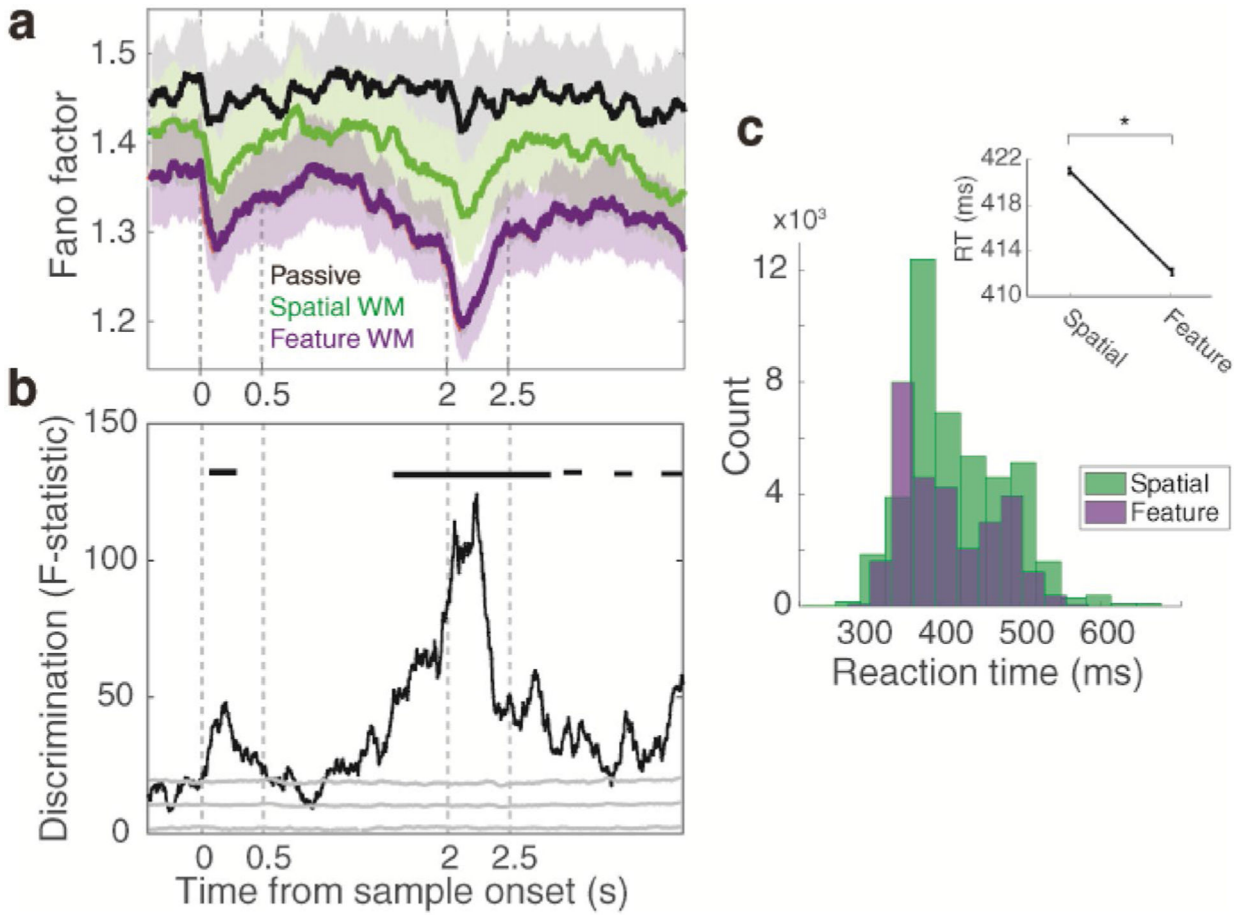 a
1.5
1.4
1.3
1.2
Fano factor
Passive
Spatial WM
Feature WM
0 0.5 2 2.5
b
150
100
50
0
Discrimination (F-statistic)
0 0.5 2 2.5
Time from sample onset (s)
c
*
422
418
414
410
RT (ms)
Spatial
Feature
x10³
12
8
4
0
Count
Spatial
Feature
300 400 500 600
Reaction time (ms)